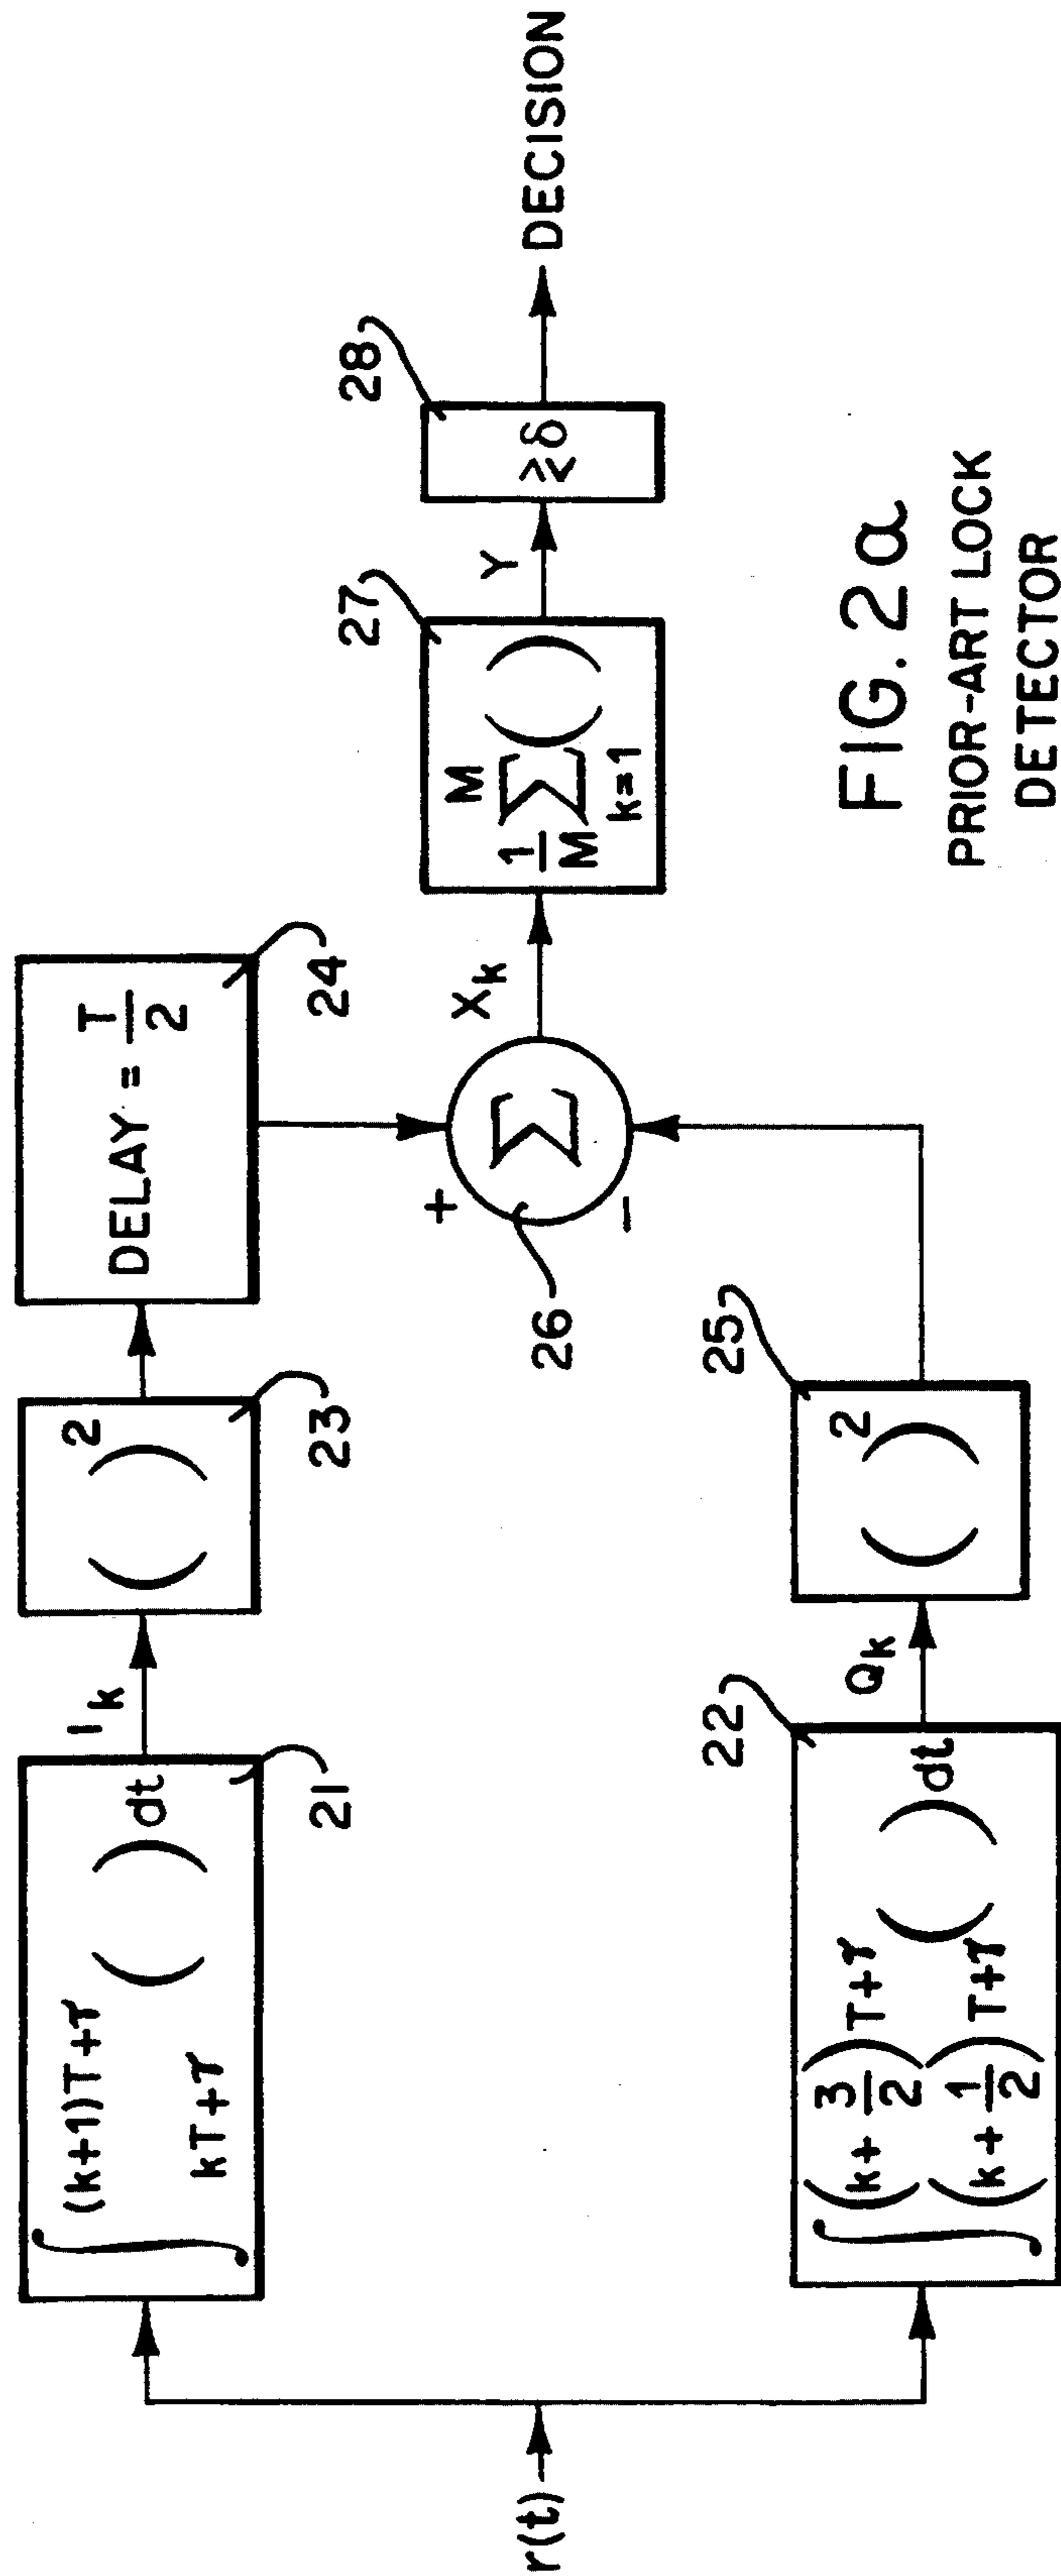 r(t)
∫ (k+1)T+τ
kT+τ
( ) dt
21
I_k
( )²
23
DELAY = T/2
24
∫ (k+3/2)T+τ
(k+1/2)T+τ
( ) dt
22
Q_k
( )²
25
+
Σ
−
26
X_k
1/M
M
Σ ( )
k=1
27
Y
≥δ
28
DECISION
FIG. 2a
PRIOR-ART LOCK
DETECTOR